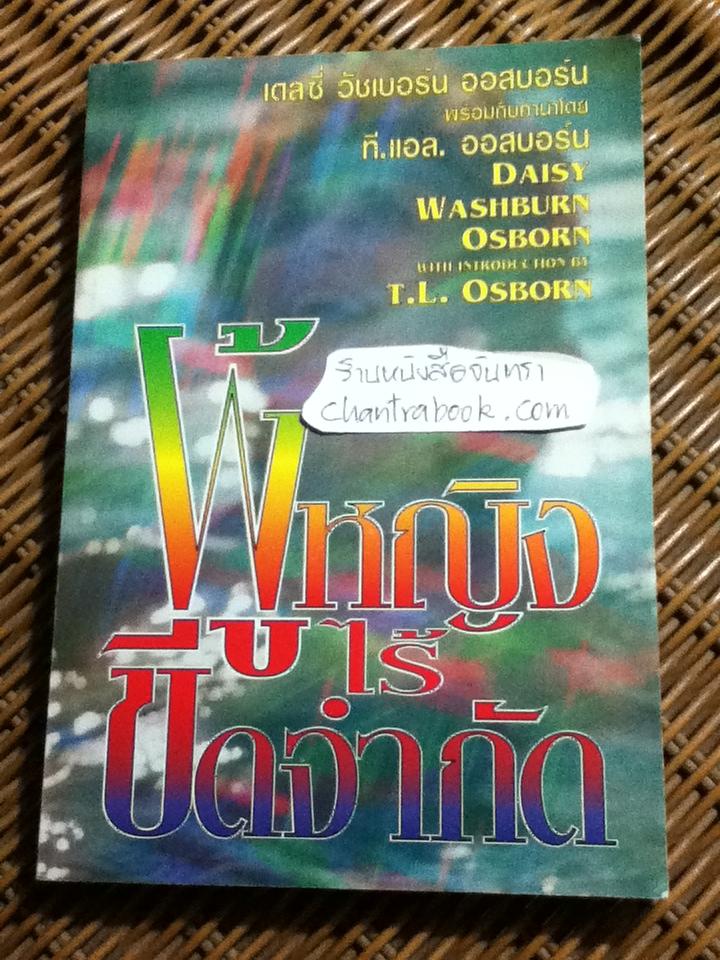 เดลซี่ วัชเบอร์น ออสบอร์น
พร้อมกับคำนำโดย
ที.แอล. ออสบอร์น
DAISY
WASHBURN
OSBORN
WITH INTRODUCTION BY
T.L. OSBORN
ร้านหนังสือจันทรา
chantrabook.com
ผู้หญิง
ไร้
ขีดจำกัด